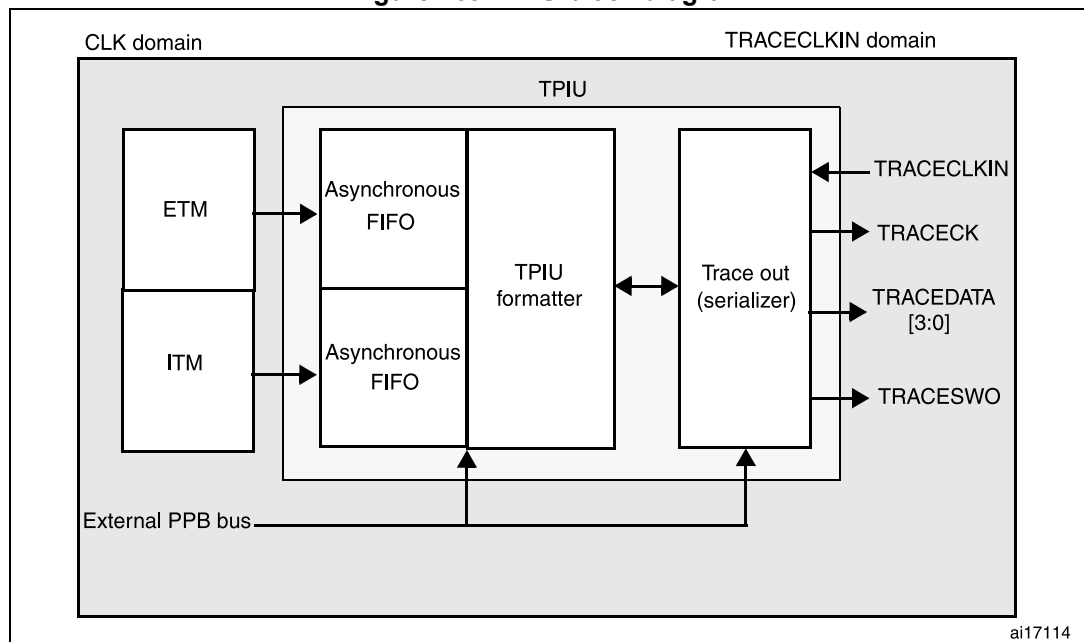 CLK domain
TRACECLKIN domain
TPIU
ETM
Asynchronous
FIFO
TPIU
formatter
Trace out
(serializer)
TRACECLKIN
TRACECK
TRACEDATA
[3:0]
TRACESWO
ITM
Asynchronous
FIFO
External PPB bus
ai17114